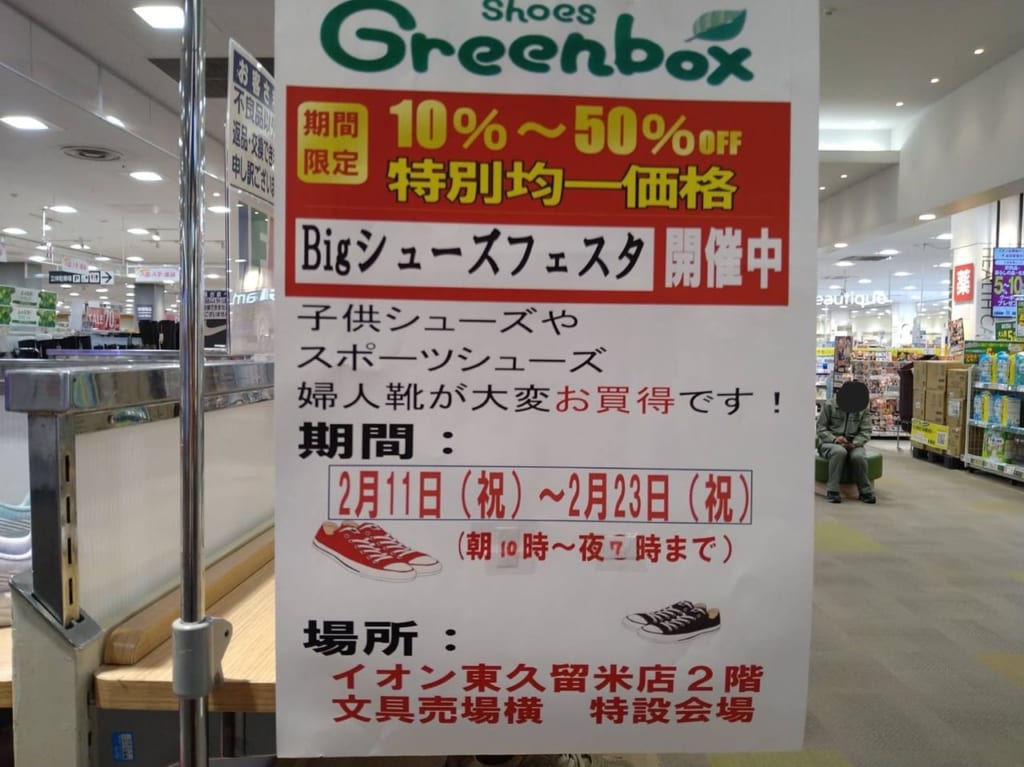 Shoes
Greenbox
期間
限定
10%～50%OFF
特別均一価格
Bigシューズフェスタ 開催中
子供シューズや
スポーツシューズ
婦人靴が大変お買得です！
期間：
2月11日（祝）～2月23日（祝）
（朝10時～夜7時まで）
場所：
イオン東久留米店２階
文具売場横 特設会場
薬